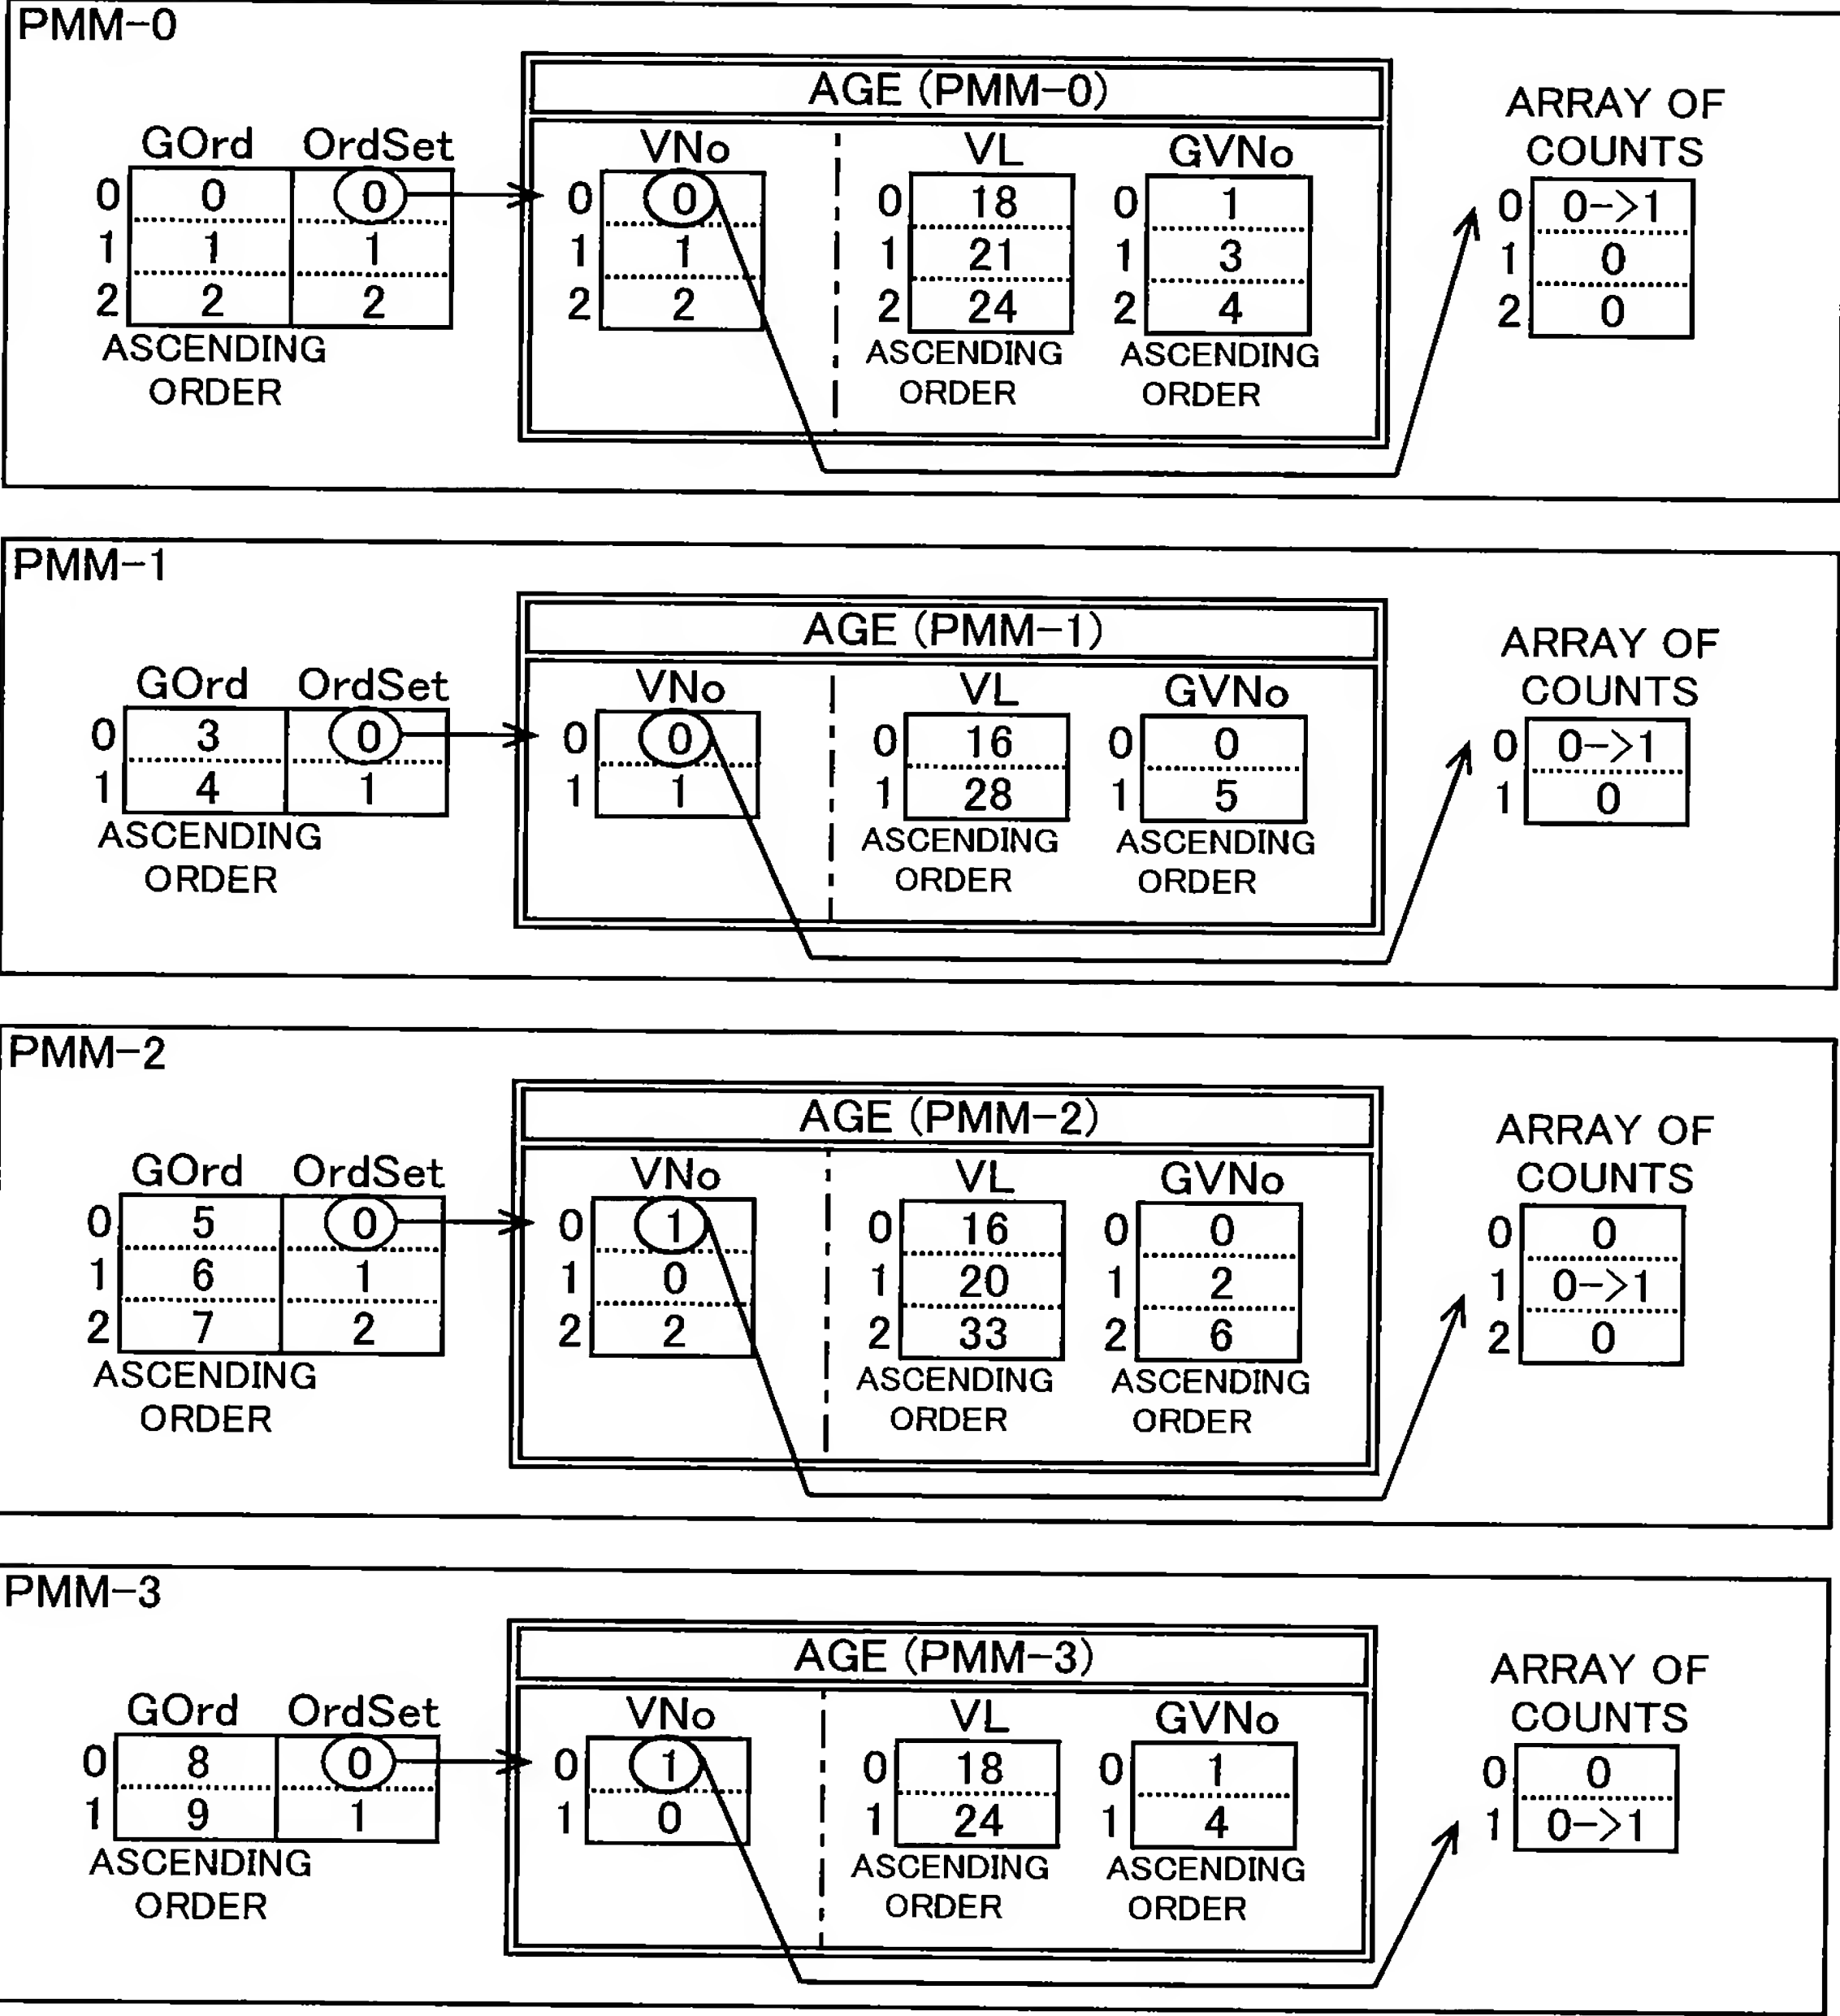 PMM-0
AGE (PMM-0)
ARRAY OF
COUNTS
GOrd OrdSet VNo VL GVNo
0 0 0 0 0 0 18 0 1 0 0->1
1 1 1 1 1 1 21 1 3 1 0
2 2 2 2 2 2 24 2 4 2 0
ASCENDING ASCENDING ASCENDING
ORDER ORDER ORDER
PMM-1
AGE (PMM-1)
ARRAY OF
COUNTS
GOrd OrdSet VNo VL GVNo
0 3 0 0 0 0 16 0 0 0 0->1
1 4 1 1 1 1 28 1 5 1 0
ASCENDING ASCENDING ASCENDING
ORDER ORDER ORDER
PMM-2
AGE (PMM-2)
ARRAY OF
COUNTS
GOrd OrdSet VNo VL GVNo
0 5 0 0 1 0 16 0 0 0 0
1 6 1 1 0 1 20 1 2 1 0->1
2 7 2 2 2 2 33 2 6 2 0
ASCENDING ASCENDING ASCENDING
ORDER ORDER ORDER
PMM-3
AGE (PMM-3)
ARRAY OF
COUNTS
GOrd OrdSet VNo VL GVNo
0 8 0 0 1 0 18 0 1 0 0
1 9 1 1 0 1 24 1 4 1 0->1
ASCENDING ASCENDING ASCENDING
ORDER ORDER ORDER